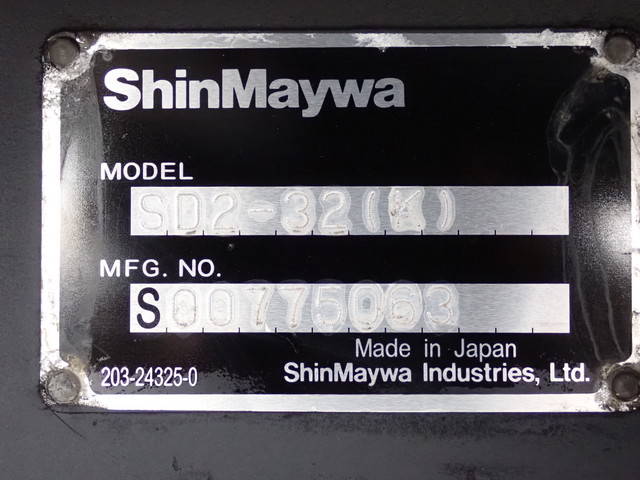 ShinMaywa
MODEL
SD2-32(K)
MFG. NO.
S00775063
Made in Japan
203-24325-0
ShinMaywa Industries, Ltd.